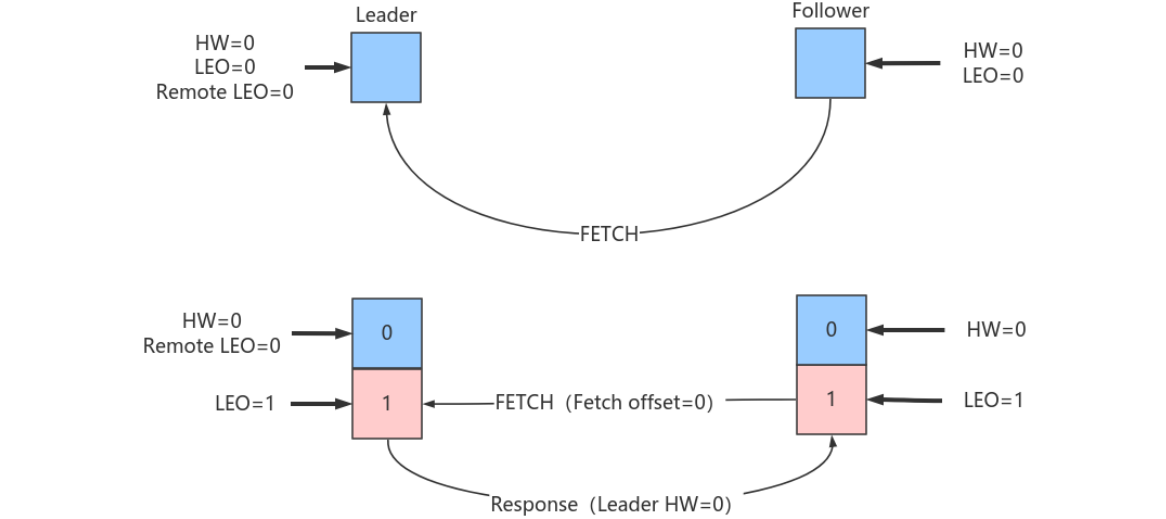 Leader
Follower
HW=0
LEO=0
Remote LEO=0
HW=0
LEO=0
FETCH
HW=0
Remote LEO=0
0
0
HW=0
LEO=1
1
FETCH（Fetch offset=0）
1
LEO=1
Response（Leader HW=0）